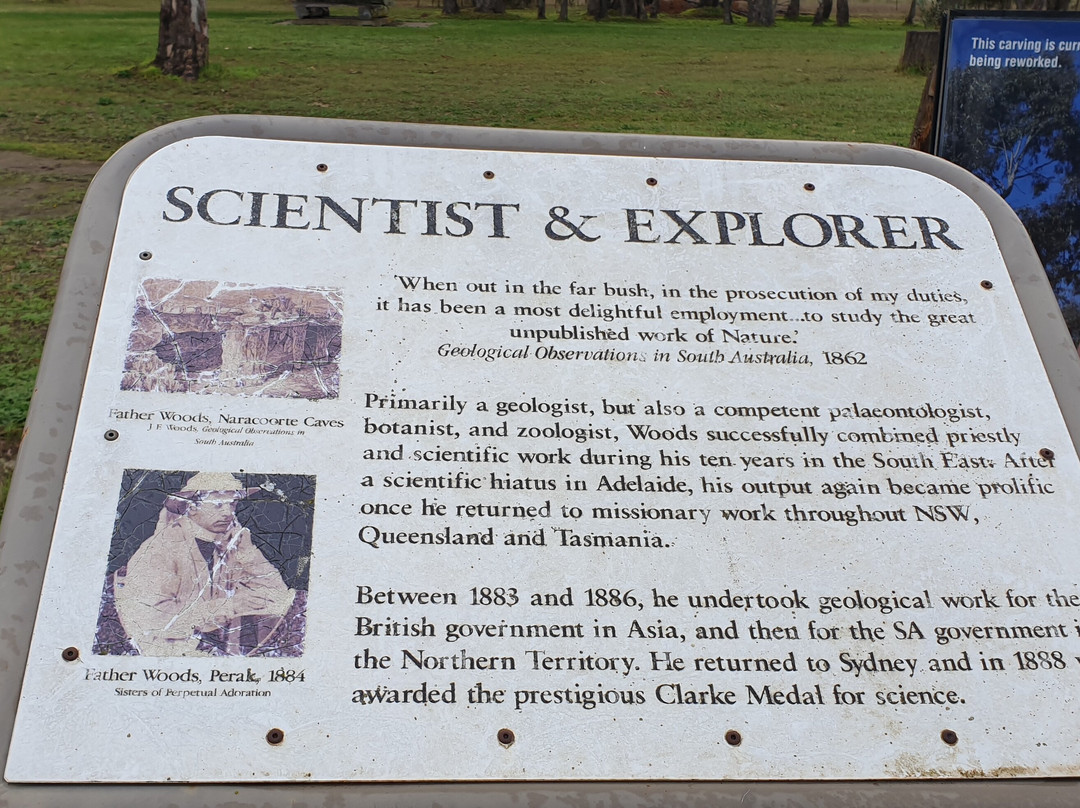 This carving is
being reworked.
SCIENTIST & EXPLORER
'When out in the far bush, in the prosecution of my duties,
it has been a most delightful employment...to study the great
unpublished work of Nature.'
Geological Observations in South Australia, 1862
Father Woods, Naracoorte Caves
J E Woods, Geological Observations in
South Australia
Primarily a geologist, but also a competent palaeontologist,
botanist, and zoologist, Woods successfully combined priestly
and scientific work during his ten years in the South East. After
a scientific hiatus in Adelaide, his output again became prolific
once he returned to missionary work throughout NSW,
Queensland and Tasmania.
Father Woods, Perak, 1884
Sisters of Perpetual Adoration
Between 1883 and 1886, he undertook geological work for the
British government in Asia, and then for the SA government
the Northern Territory. He returned to Sydney and in 1888
awarded the prestigious Clarke Medal for science.